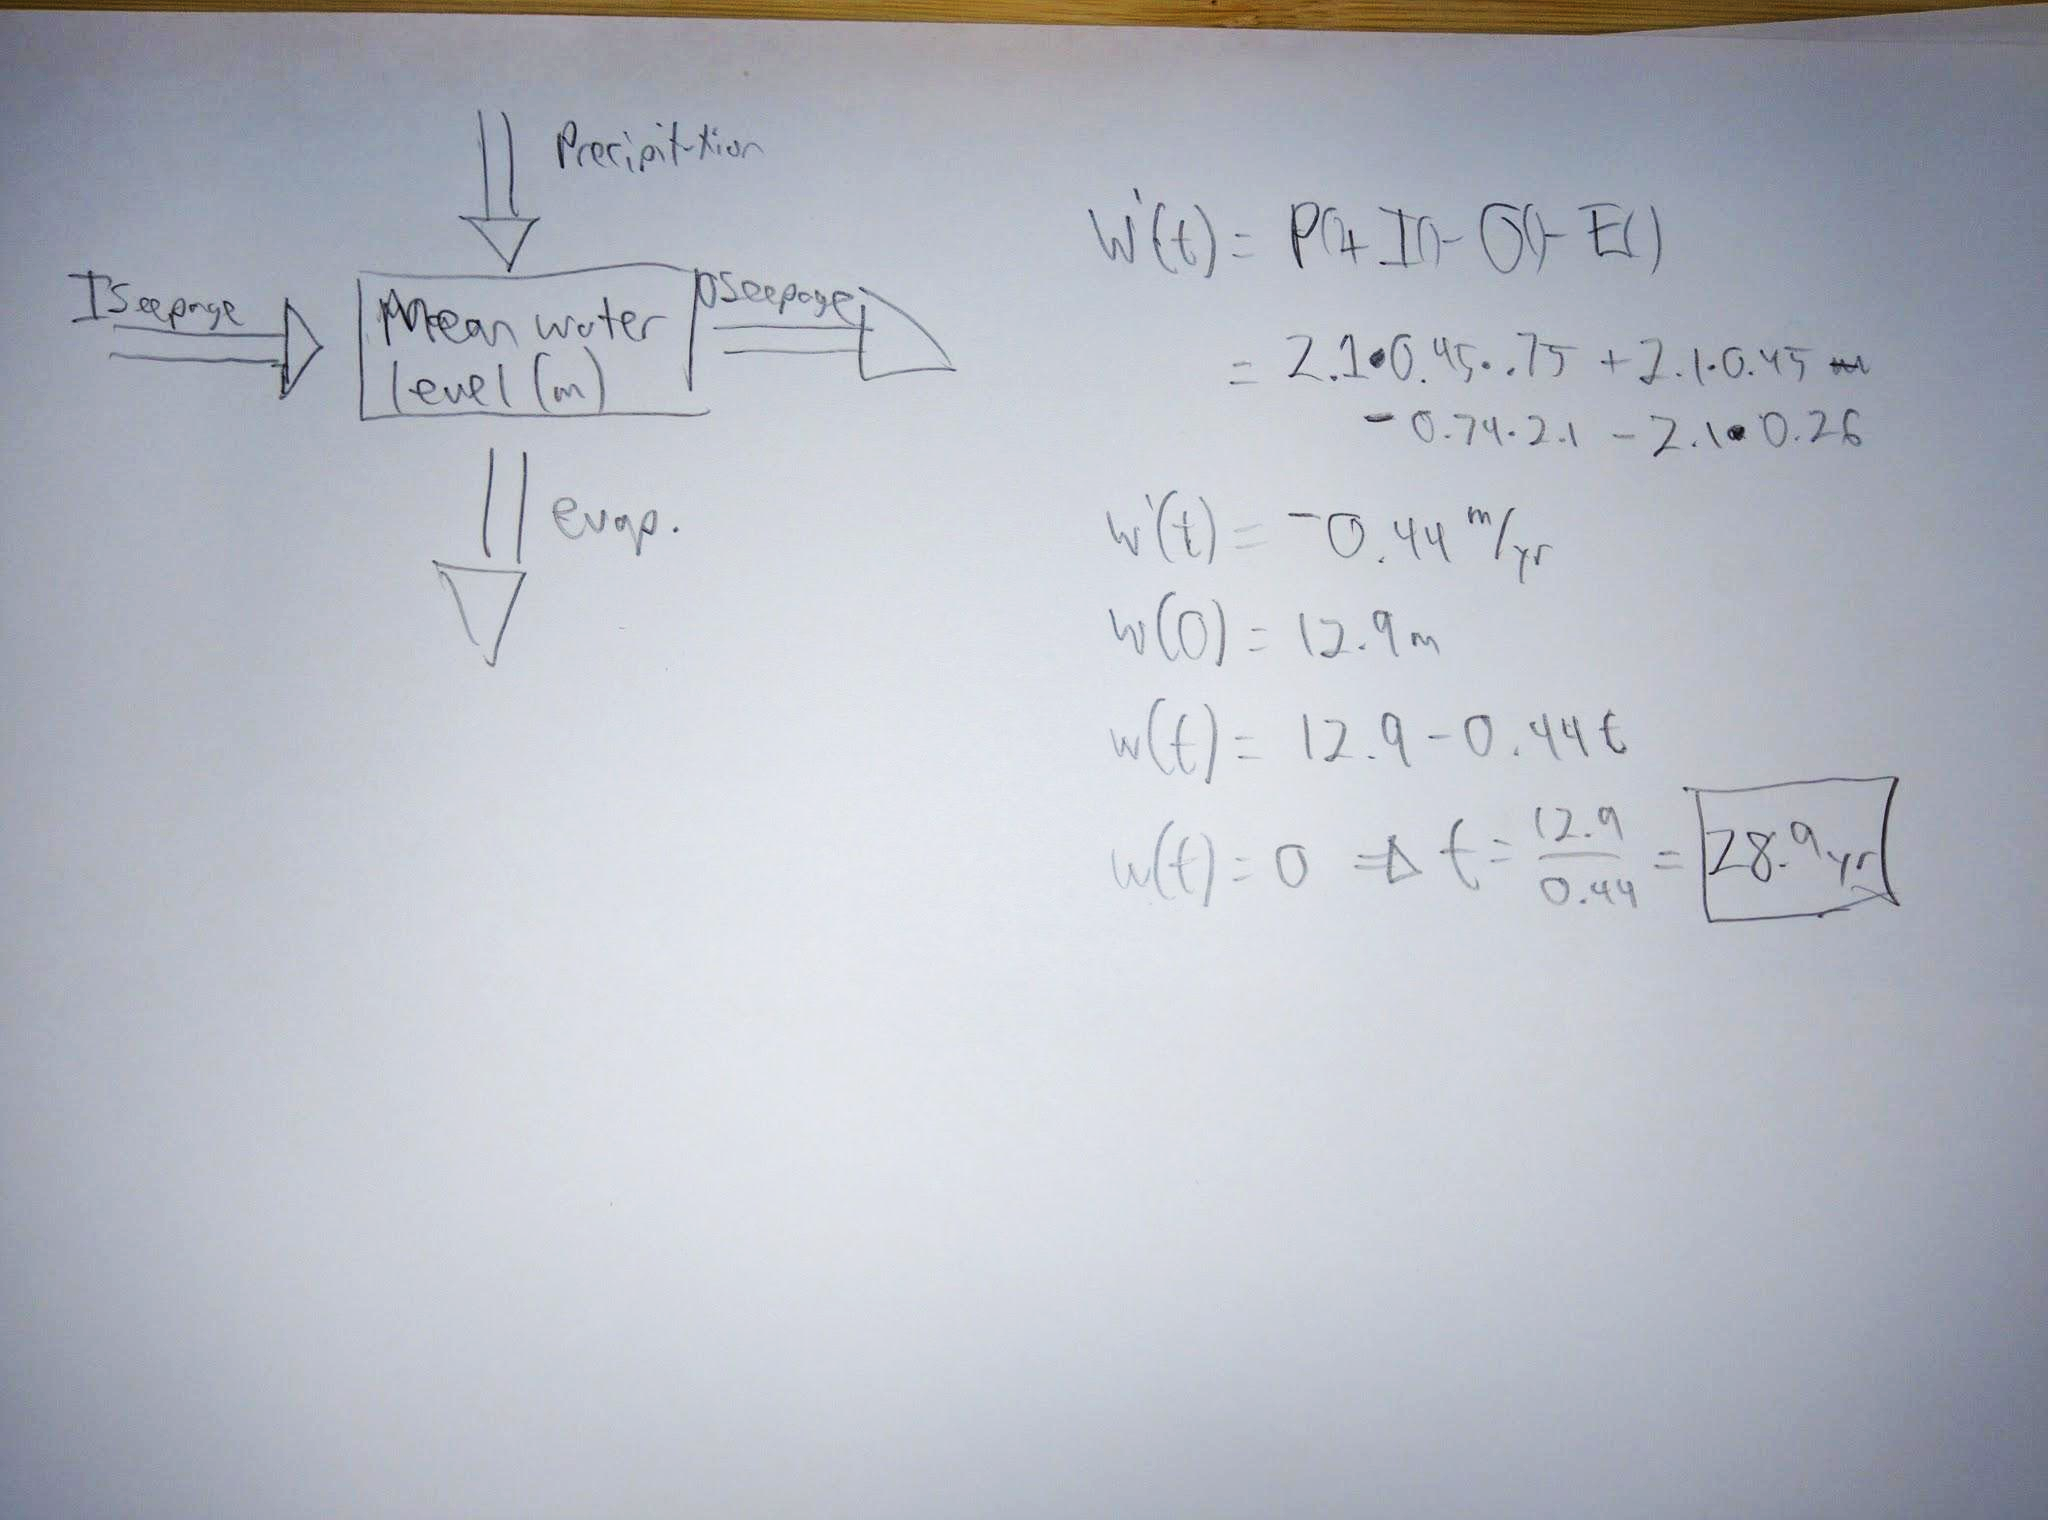 Precipitation
ISeepage
OSeepage
Mean water
level (m)
evap.
W'(t) = P()+ I()- O()- E()
= 2.1•0.45·.75 + 2.1·0.45
- 0.74·2.1 - 2.1•0.26
w'(t) = -0.44 m/yr
w(0) = 12.9m
w(t) = 12.9-0.44t
w(t) = 0 ⇒ t = 12.9/0.44 = 28.9yr